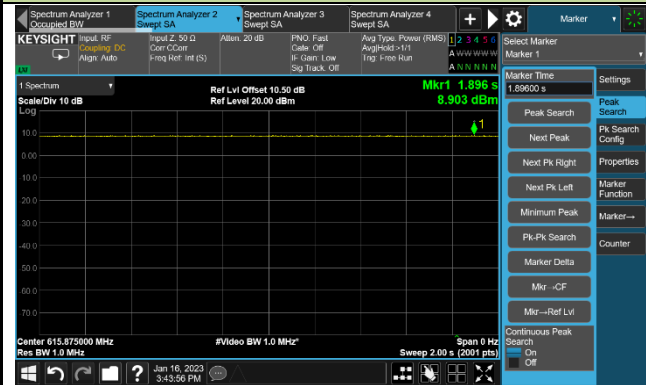 Spectrum Analyzer 1
Occupied BW
Spectrum Analyzer 2
Swept SA
Spectrum Analyzer 3
Swept SA
Spectrum Analyzer 4
Swept SA
Marker
KEYSIGHT
Input: RF
Coupling: DC
Align: Auto
Input Z: 50 Ω
Corr CCorr
Freq Ref: Int (S)
Atten: 20 dB
PNO: Fast
Gate: Off
IF Gain: Low
Sig Track: Off
Avg Type: Power (RMS)
Avg|Hold:>1/1
Trig: Free Run
1 2 3 4 5 6
A W W W W W
A N N N N N
Select Marker
Marker 1
1 Spectrum
Scale/Div 10 dB
Log
Ref Lvl Offset 10.50 dB
Ref Level 20.00 dBm
Mkr1 1.896 s
8.903 dBm
1
10.0
0.00
-10.0
-20.0
-30.0
-40.0
-50.0
-60.0
-70.0
Center 615.875000 MHz
Res BW 1.0 MHz
#Video BW 1.0 MHz*
Span 0 Hz
Sweep 2.00 s (2001 pts)
Marker Time
1.89600 s
Peak Search
Next Peak
Next Pk Right
Next Pk Left
Minimum Peak
Pk-Pk Search
Marker Delta
Mkr→CF
Mkr→Ref Lvl
Continuous Peak
Search
On
Off
Settings
Peak
Search
Pk Search
Config
Properties
Marker
Function
Marker→
Counter
?
Jan 16, 2023
3:43:56 PM